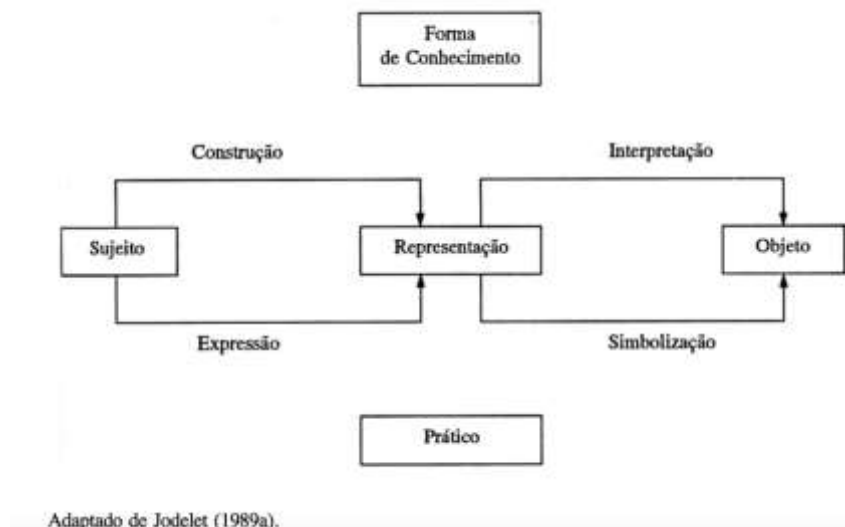 Forma
de Conhecimento
Construção
Interpretação
Sujeito
Representação
Objeto
Expressão
Simbolização
Prático
Adaptado de Jodelet (1989a).